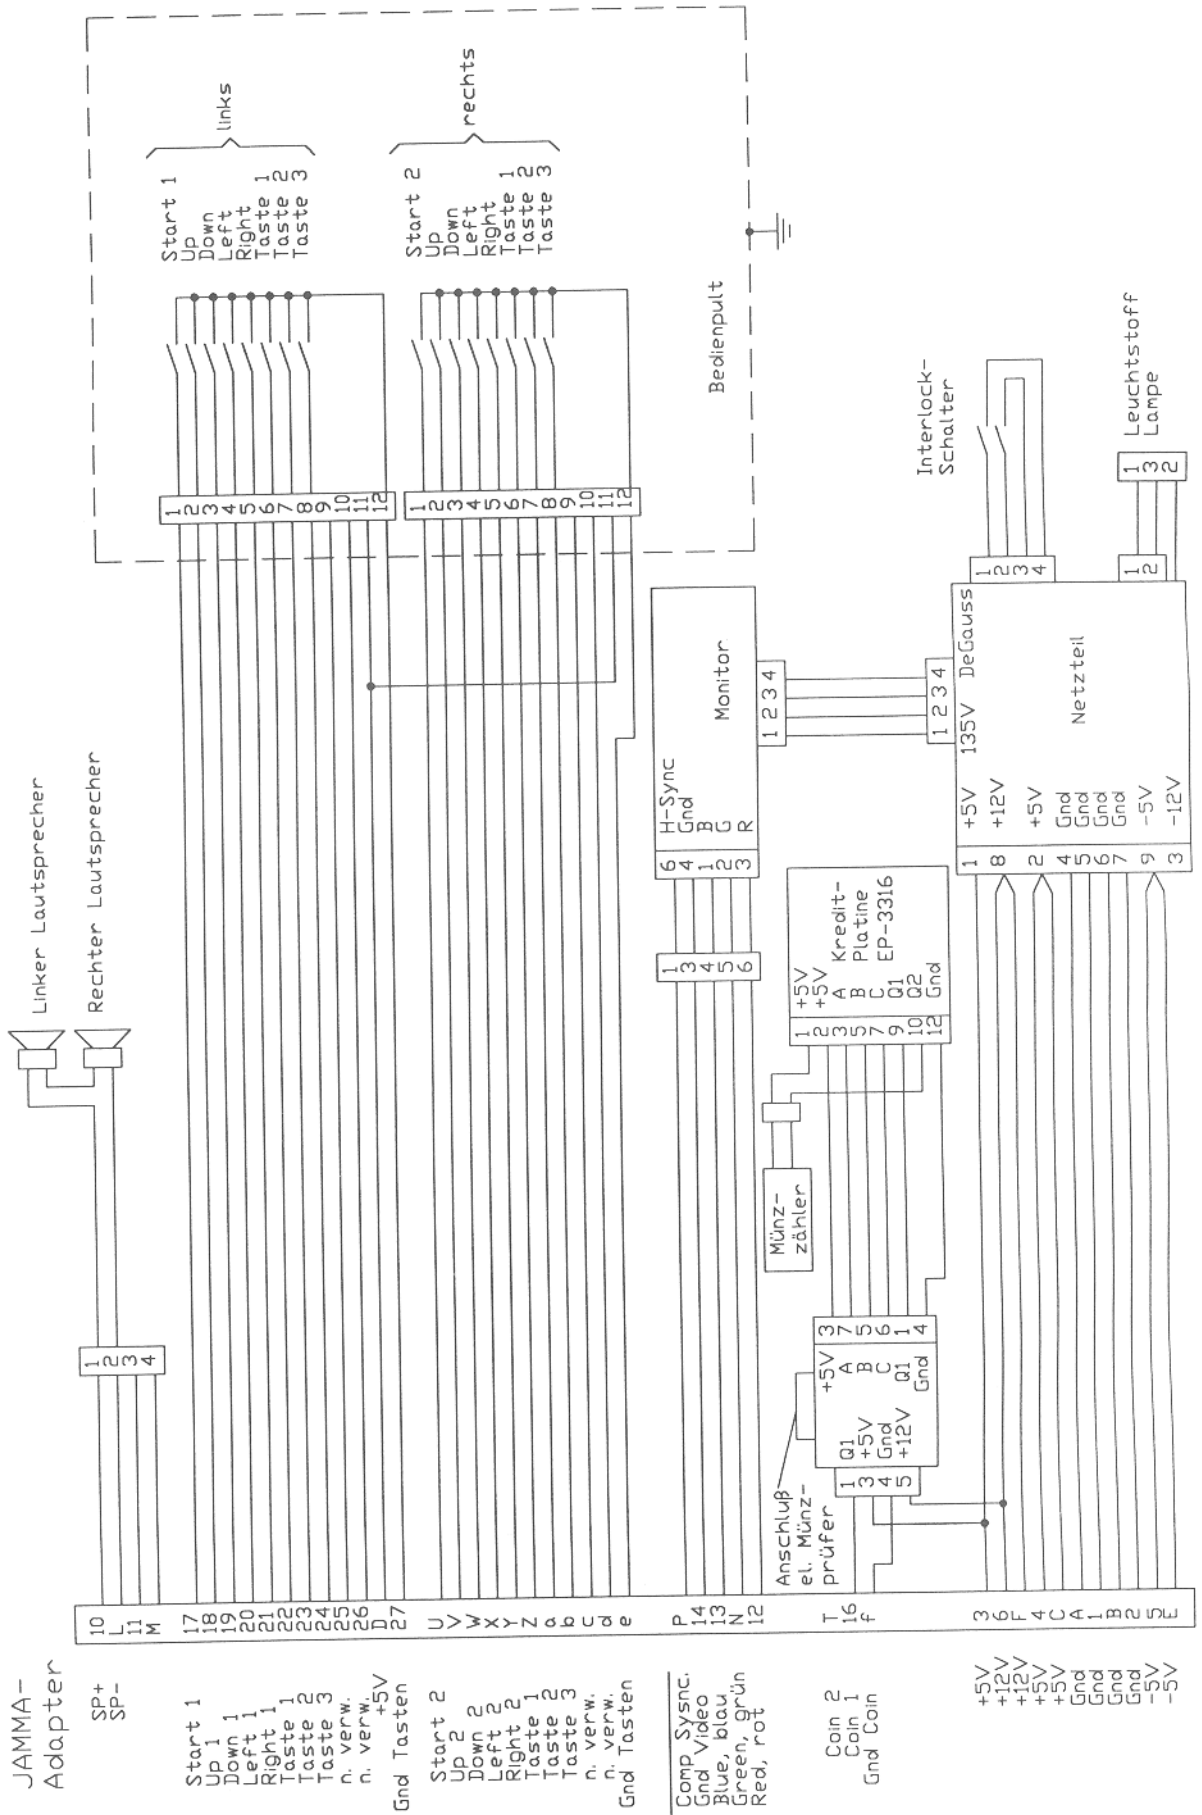 JAMMA-
Adapter
SP+
SP-
Start 1
Up 1
Down 1
Left 1
Right 1
Taste 1
Taste 2
Taste 3
n. verw.
n. verw.
+5V
Gnd Tasten
Start 2
Up 2
Down 2
Left 2
Right 2
Taste 1
Taste 2
Taste 3
n. verw.
n. verw.
Gnd Tasten
Comp Sysnc.
Gnd Video
Blue, blau
Green, grün
Red, rot
Coin 2
Coin 1
Gnd Coin
+5V
+12V
+12V
+5V
+5V
Gnd
Gnd
Gnd
Gnd
-5V
-5V
10
L
11
M
17
18
19
20
21
22
23
24
25
26
D
27
U
V
W
X
Y
Z
a
b
c
d
e
P
14
13
N
12
T
16
f
3
6
F
4
C
A
1
B
2
5
E
1
2
3
4
Linker Lautsprecher
Rechter Lautsprecher
Anschluß
el. Münz-
prüfer
1
3
4
5
Q1
+5V
Gnd
+12V
+5V
A
B
C
Q1
Gnd
3
7
5
6
1
4
Münz-
zähler
1
2
3
5
7
9
10
12
+5V
+5V
A
B
C
Q1
Q2
Gnd
Kredit-
Platine
EP-3316
1
3
4
5
6
6
4
1
2
3
H-Sync
Gnd
B
G
R
Monitor
1 2 3 4
1
8
2
4
5
6
7
9
3
+5V
+12V
+5V
Gnd
Gnd
Gnd
Gnd
-5V
-12V
1 2 3 4
135V DeGauss
Netzteil
1
2
3
4
1
2
Interlock-
Schalter
1
3
2
Leuchtstoff
Lampe
1
2
3
4
5
6
7
8
9
10
11
12
1
2
3
4
5
6
7
8
9
10
11
12
Bedienpult
Start 1
Up
Down
Left
Right
Taste 1
Taste 2
Taste 3
links
Start 2
Up
Down
Left
Right
Taste 1
Taste 2
Taste 3
rechts